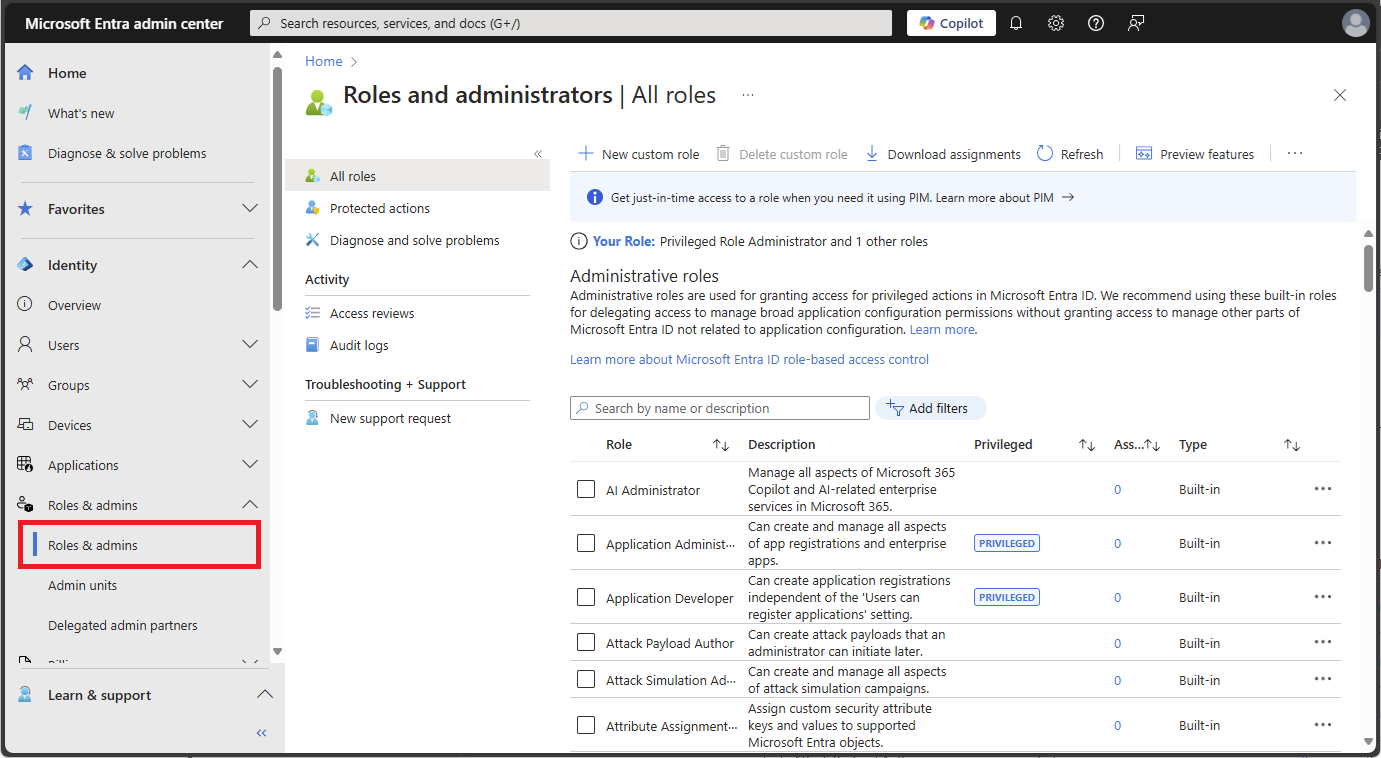 Microsoft Entra admin center
Search resources, services, and docs (G+/)
Copilot
Home
What's new
Diagnose & solve problems
Favorites
Identity
Overview
Users
Groups
Devices
Applications
Roles & admins
Roles & admins
Admin units
Delegated admin partners
Learn & support
Home
Roles and administrators | All roles
All roles
Protected actions
Diagnose and solve problems
Activity
Access reviews
Audit logs
Troubleshooting + Support
New support request
New custom role
Delete custom role
Download assignments
Refresh
Preview features
Get just-in-time access to a role when you need it using PIM. Learn more about PIM →
Your Role: Privileged Role Administrator and 1 other roles
Administrative roles
Administrative roles are used for granting access for privileged actions in Microsoft Entra ID. We recommend using these built-in roles
for delegating access to manage broad application configuration permissions without granting access to manage other parts of
Microsoft Entra ID not related to application configuration. Learn more.
Learn more about Microsoft Entra ID role-based access control
Search by name or description
Add filters
Role Description Privileged Ass... Type
AI Administrator
Manage all aspects of Microsoft 365
Copilot and AI-related enterprise
services in Microsoft 365.
0 Built-in
Application Administ...
Can create and manage all aspects
of app registrations and enterprise
apps.
PRIVILEGED 0 Built-in
Application Developer
Can create application registrations
independent of the 'Users can
register applications' setting.
PRIVILEGED 0 Built-in
Attack Payload Author
Can create attack payloads that an
administrator can initiate later.
0 Built-in
Attack Simulation Ad...
Can create and manage all aspects
of attack simulation campaigns.
0 Built-in
Attribute Assignment...
Assign custom security attribute
keys and values to supported
Microsoft Entra objects.
0 Built-in